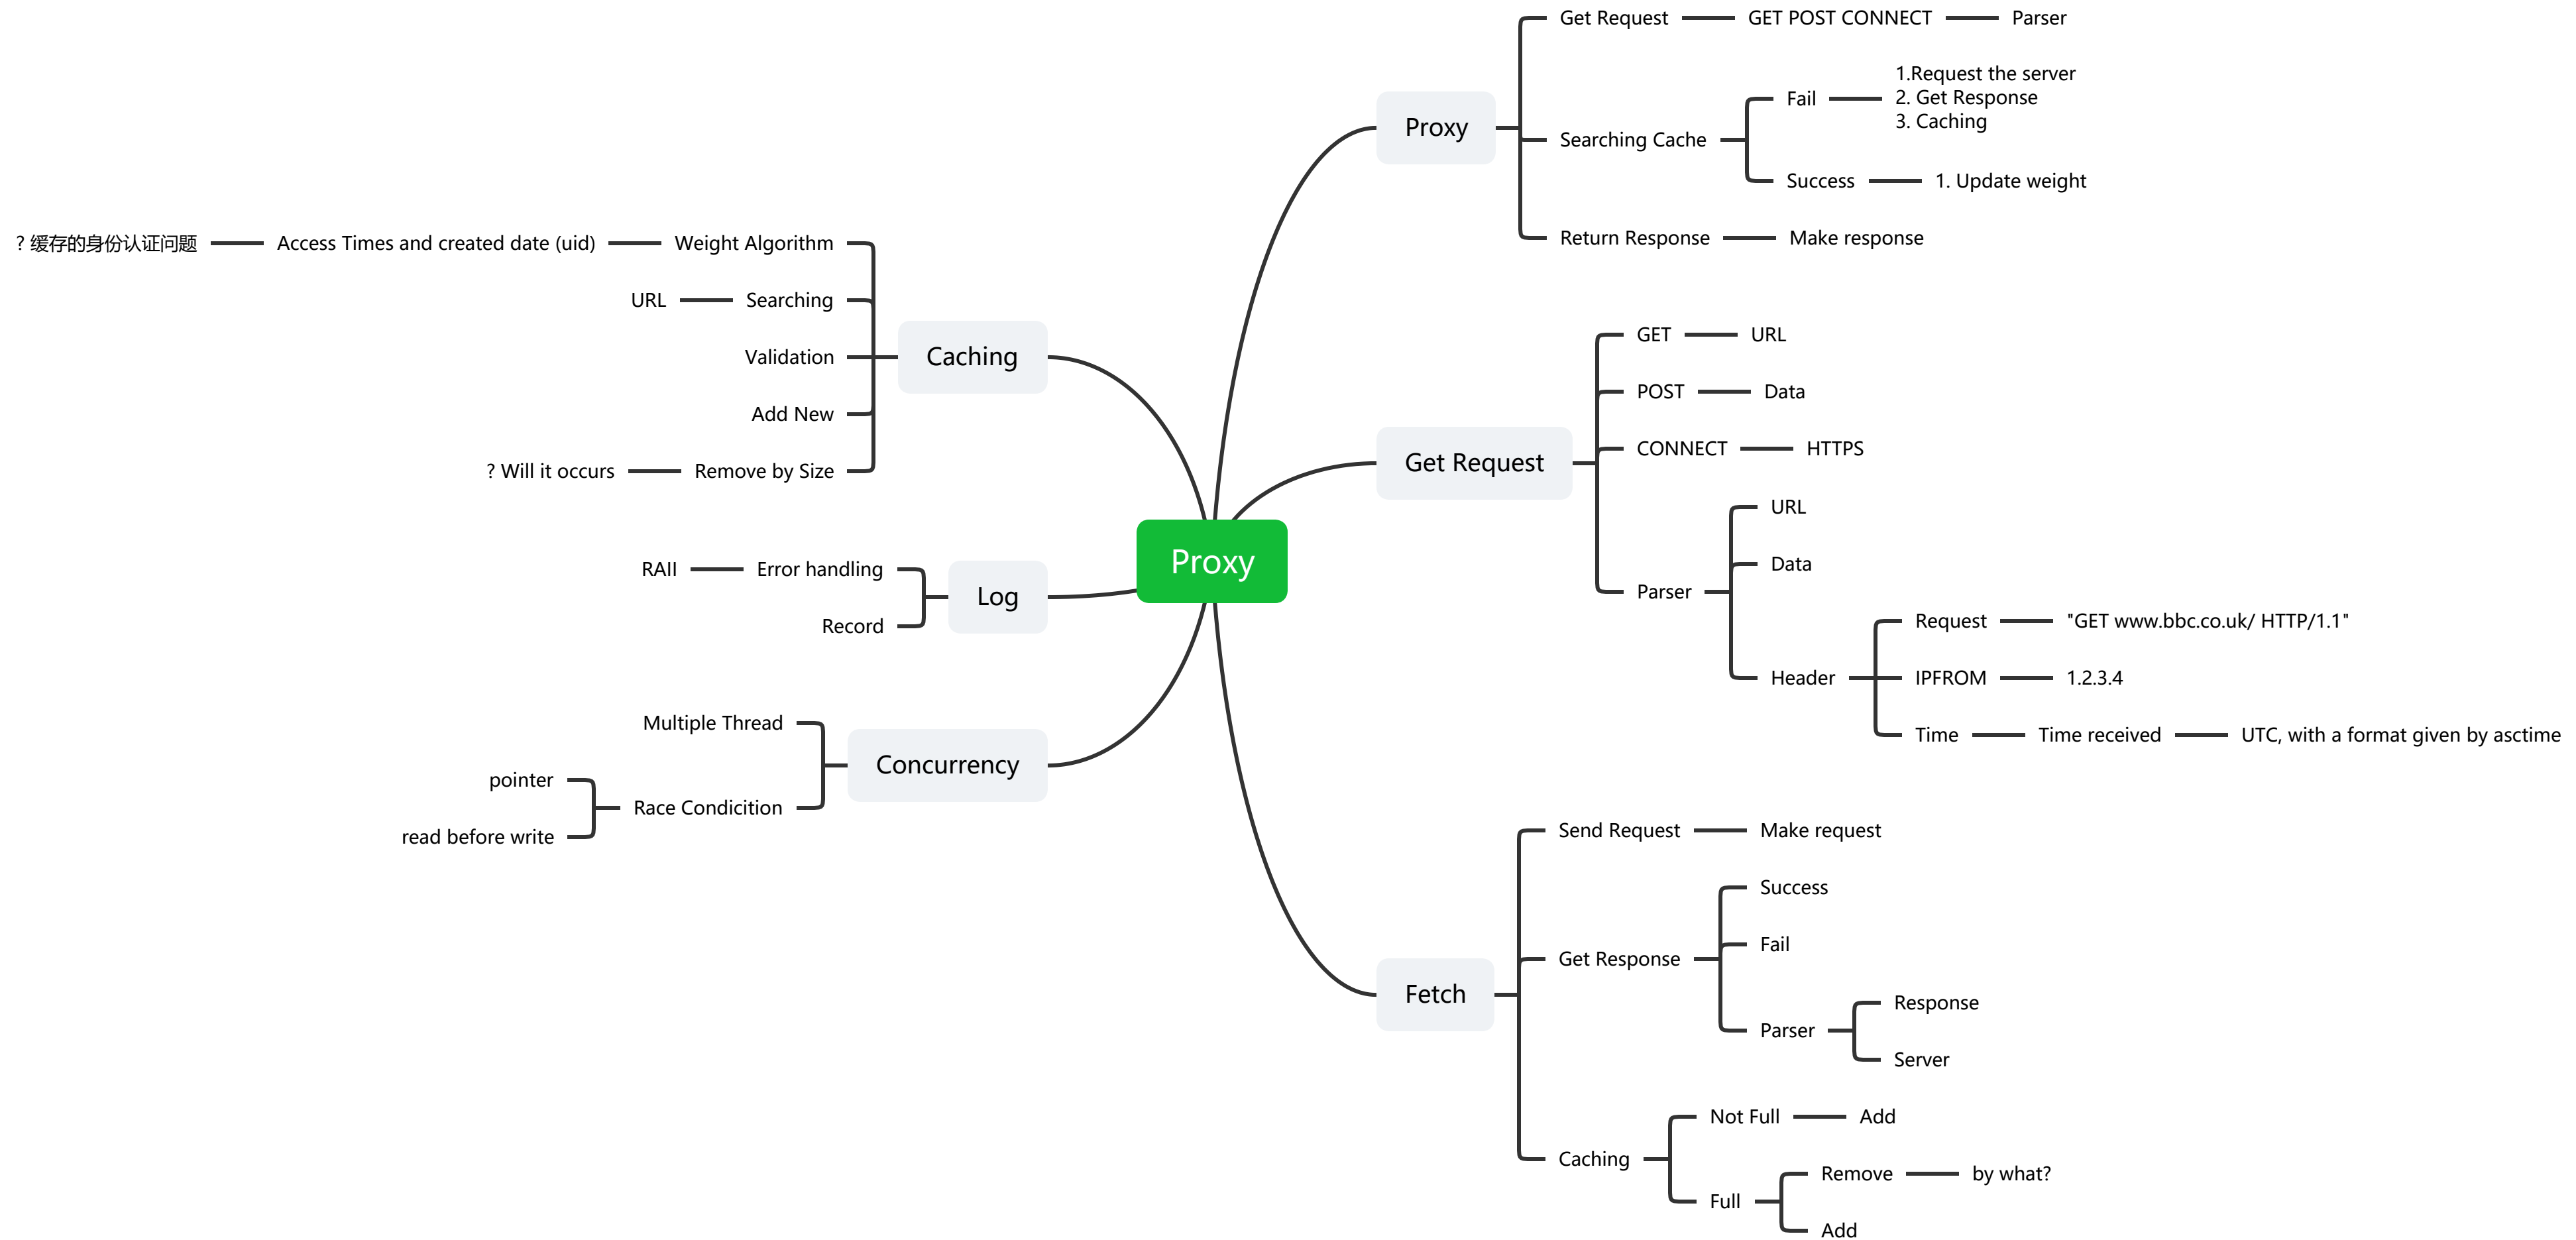 Proxy
Proxy
Get Request
GET POST CONNECT
Parser
Searching Cache
Fail
1.Request the server
2. Get Response
3. Caching
Success
1. Update weight
Return Response
Make response
Get Request
GET
URL
POST
Data
CONNECT
HTTPS
Parser
URL
Data
Header
Request
"GET www.bbc.co.uk/ HTTP/1.1"
IPFROM
1.2.3.4
Time
Time received
UTC, with a format given by asctime
Fetch
Send Request
Make request
Get Response
Success
Fail
Parser
Response
Server
Caching
Not Full
Add
Full
Remove
by what?
Add
Caching
Weight Algorithm
Access Times and created date (uid)
? 缓存的身份认证问题
Searching
URL
Validation
Add New
Remove by Size
? Will it occurs
Log
Error handling
RAII
Record
Concurrency
Multiple Thread
Race Condicition
pointer
read before write